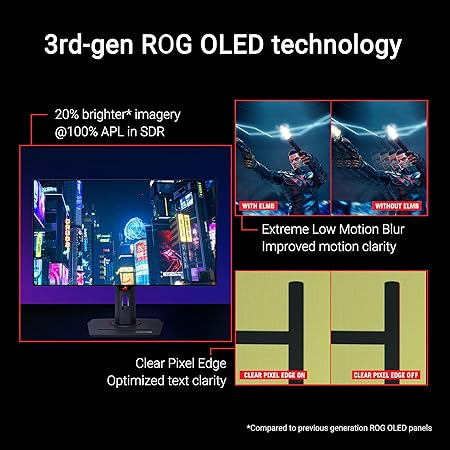 3rd-gen ROG OLED technology
20% brighter* imagery
@100% APL in SDR
WITH ELMB
WITHOUT ELMB
Extreme Low Motion Blur
Improved motion clarity
Clear Pixel Edge
Optimized text clarity
CLEAR PIXEL EDGE ON
CLEAR PIXEL EDGE OFF
*Compared to previous generation ROG OLED panels